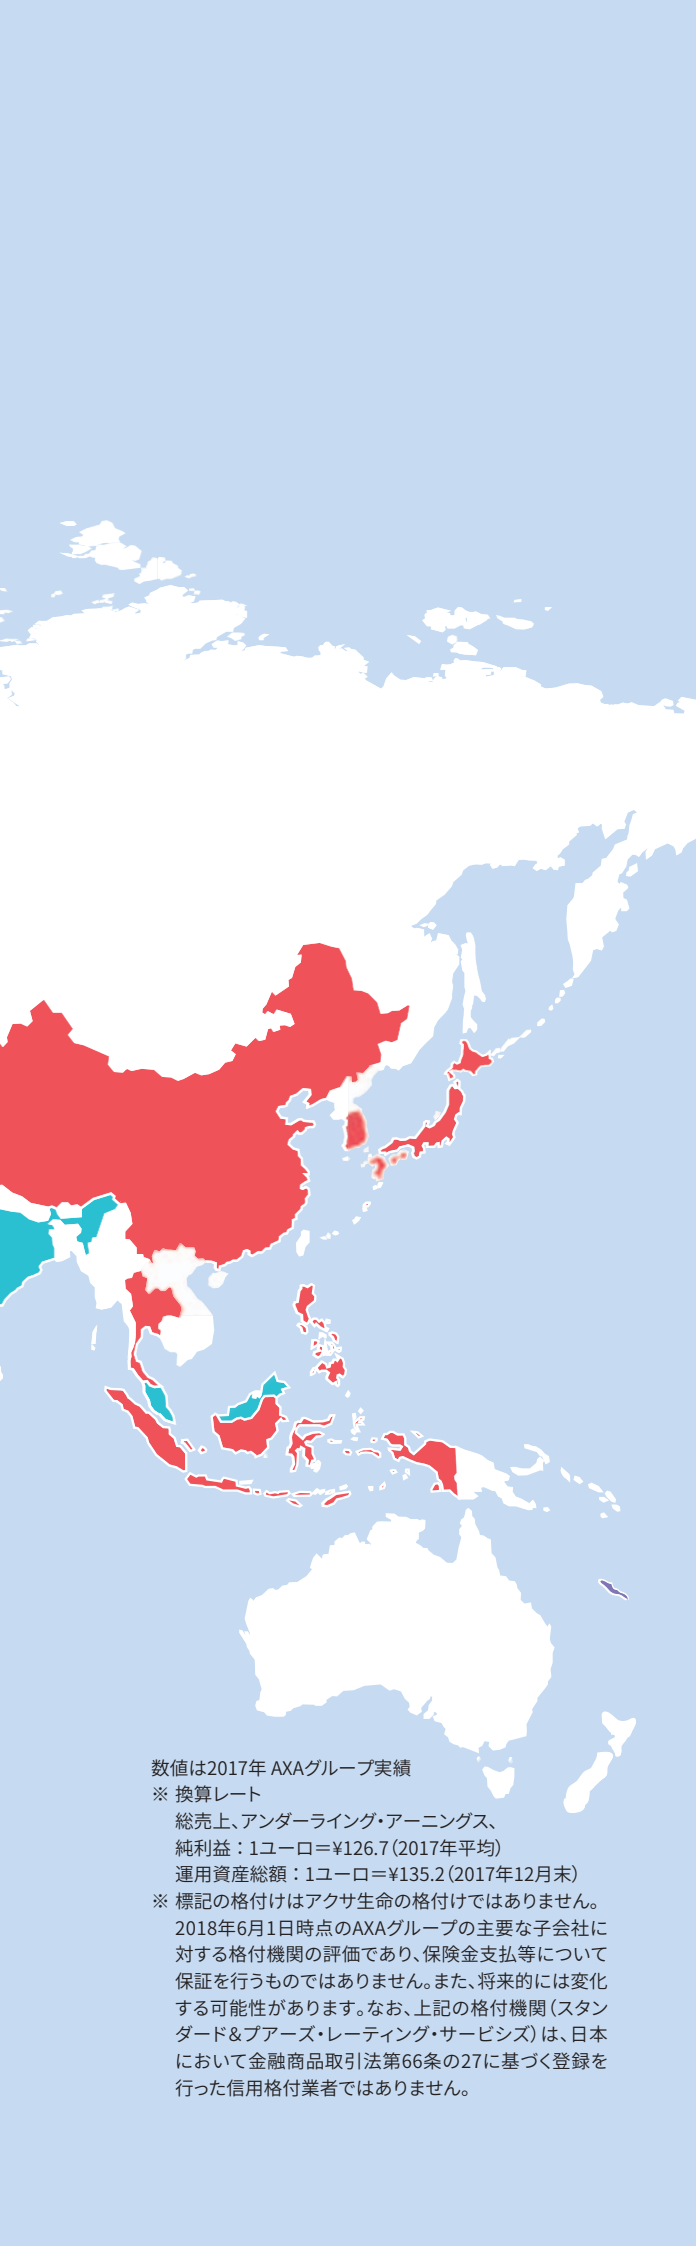 数値は2017年 AXAグループ実績
※ 換算レート
総売上、アンダーライング・アーニングス、
純利益：1ユーロ＝¥126.7（2017年平均）
運用資産総額：1ユーロ＝¥135.2（2017年12月末）
※ 標記の格付けはアクサ生命の格付けではありません。
2018年6月1日時点のAXAグループの主要な子会社に
対する格付機関の評価であり、保険金支払等について
保証を行うものではありません。また、将来的には変化
する可能性があります。なお、上記の格付機関（スタン
ダード&プアーズ・レーティング・サービシズ）は、日本
において金融商品取引法第66条の27に基づく登録を
行った信用格付業者ではありません。